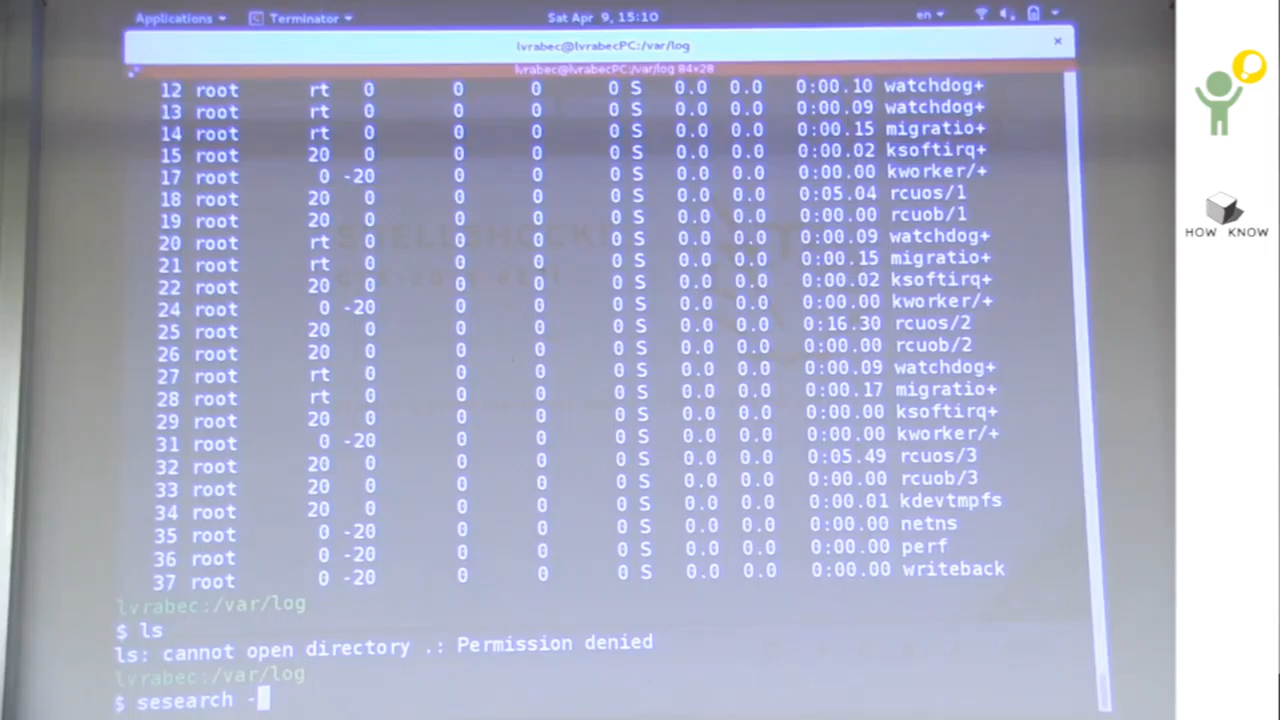 Applications Terminator Sat Apr 9, 15:10 en
lvrabec@lvrabecPC:/var/log ×
lvrabec@lvrabecPC:/var/log 84×28
12 root rt 0 0 0 0 S 0.0 0.0 0:00.10 watchdog+
13 root rt 0 0 0 0 S 0.0 0.0 0:00.09 watchdog+
14 root rt 0 0 0 0 S 0.0 0.0 0:00.15 migratio+
15 root 20 0 0 0 0 S 0.0 0.0 0:00.02 ksoftirq+
17 root 0 -20 0 0 0 S 0.0 0.0 0:00.00 kworker/+
18 root 20 0 0 0 0 S 0.0 0.0 0:05.04 rcuos/1
19 root 20 0 0 0 0 S 0.0 0.0 0:00.00 rcuob/1
20 root rt 0 0 0 0 S 0.0 0.0 0:00.09 watchdog+
21 root rt 0 0 0 0 S 0.0 0.0 0:00.15 migratio+
22 root 20 0 0 0 0 S 0.0 0.0 0:00.02 ksoftirq+
24 root 0 -20 0 0 0 S 0.0 0.0 0:00.00 kworker/+
25 root 20 0 0 0 0 S 0.0 0.0 0:16.30 rcuos/2
26 root 20 0 0 0 0 S 0.0 0.0 0:00.00 rcuob/2
27 root rt 0 0 0 0 S 0.0 0.0 0:00.09 watchdog+
28 root rt 0 0 0 0 S 0.0 0.0 0:00.17 migratio+
29 root 20 0 0 0 0 S 0.0 0.0 0:00.00 ksoftirq+
31 root 0 -20 0 0 0 S 0.0 0.0 0:00.00 kworker/+
32 root 20 0 0 0 0 S 0.0 0.0 0:05.49 rcuos/3
33 root 20 0 0 0 0 S 0.0 0.0 0:00.00 rcuob/3
34 root 20 0 0 0 0 S 0.0 0.0 0:00.01 kdevtmpfs
35 root 0 -20 0 0 0 S 0.0 0.0 0:00.00 netns
36 root 0 -20 0 0 0 S 0.0 0.0 0:00.00 perf
37 root 0 -20 0 0 0 S 0.0 0.0 0:00.00 writeback
lvrabec:/var/log
$ ls
ls: cannot open directory .: Permission denied
lvrabec:/var/log
$ sesearch -
HOW KNOW